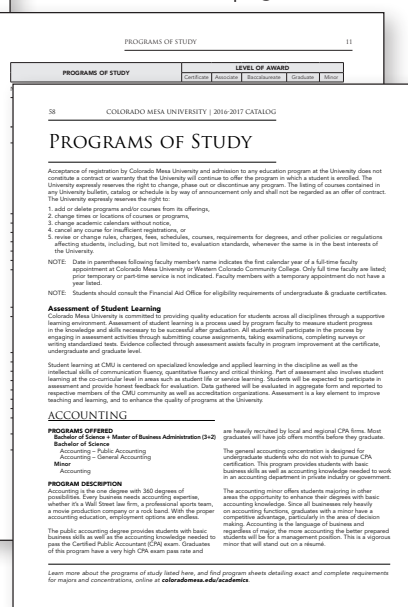 PROGRAMS OF STUDY 11
PROGRAMS OF STUDY
LEVEL OF AWARD
Certificate Associate Baccalaureate Graduate Minor
58 COLORADO MESA UNIVERSITY | 2016-2017 CATALOG
PROGRAMS OF STUDY
Acceptance of registration by Colorado Mesa University and admission to any education program at the University does not
constitute a contract or warranty that the University will continue to offer the program in which a student is enrolled. The
University expressly reserves the right to change, phase out or discontinue any program. The listing of courses contained in
any University bulletin, catalog or schedule is by way of announcement only and shall not be regarded as an offer of contract.
The University expressly reserves the right to:
1. add or delete programs and/or courses from its offerings,
2. change times or locations of courses or programs,
3. change academic calendars without notice,
4. cancel any course for insufficient registrations, or
5. revise or change rules, charges, fees, schedules, courses, requirements for degrees, and other policies or regulations
affecting students, including, but not limited to, evaluation standards, whenever the same is in the best interests of
the University.
NOTE: Date in parentheses following faculty member's name indicates the first calendar year of a full-time faculty
appointment at Colorado Mesa University or Western Colorado Community College. Only full time faculty are listed;
prior temporary or part-time service is not indicated. Faculty members with a temporary appointment do not have a
year listed.
NOTE: Students should consult the Financial Aid Office for eligibility requirements of undergraduate & graduate certificates.
Assessment of Student Learning
Colorado Mesa University is committed to providing quality education for students across all disciplines through a supportive
learning environment. Assessment of student learning is a process used by program faculty to measure student progress
in the knowledge and skills necessary to be successful after graduation. All students will participate in the process by
engaging in assessment activities through submitting course assignments, taking examinations, completing surveys or
writing standardized tests. Evidence collected through assessment assists faculty in program improvement at the certificate,
undergraduate and graduate level.
Student learning at CMU is centered on specialized knowledge and applied learning in the discipline as well as the
intellectual skills of communication fluency, quantitative fluency and critical thinking. Part of assessment also involves student
learning at the co-curricular level in areas such as student life or service learning. Students will be expected to participate in
assessment and provide honest feedback for evaluation. Data gathered will be evaluated in aggregate form and reported to
respective members of the CMU community as well as accreditation organizations. Assessment is a key element to improve
teaching and learning, and to enhance the quality of programs at the University.
ACCOUNTING
PROGRAMS OFFERED
Bachelor of Science + Master of Business Administration (3+2)
Bachelor of Science
Accounting – Public Accounting
Accounting – General Accounting
Minor
Accounting
PROGRAM DESCRIPTION
Accounting is the one degree with 360 degrees of
possibilities. Every business needs accounting expertise,
whether it's a Wall Street law firm, a professional sports team,
a movie production company or a rock band. With the proper
accounting education, employment options are endless.
The public accounting degree provides students with basic
business skills as well as the accounting knowledge needed to
pass the Certified Public Accountant (CPA) exam. Graduates
of this program have a very high CPA exam pass rate and
are heavily recruited by local and regional CPA firms. Most
graduates will have job offers months before they graduate.
The general accounting concentration is designed for
undergraduate students who do not wish to pursue CPA
certification. This program provides students with basic
business skills as well as accounting knowledge needed to work
in an accounting department in private industry or government.
The accounting minor offers students majoring in other
areas the opportunity to enhance their degrees with basic
accounting knowledge. Since all businesses rely heavily
on accounting functions, graduates with a minor have a
competitive advantage, particularly in the area of decision
making. Accounting is the language of business and
regardless of major, the more accounting the better prepared
students will be for a management position. This is a vigorous
minor that will stand out on a résumé.
Learn more about the programs of study listed here, and find program sheets detailing exact and complete requirements
for majors and concentrations, online at coloradomesa.edu/academics.